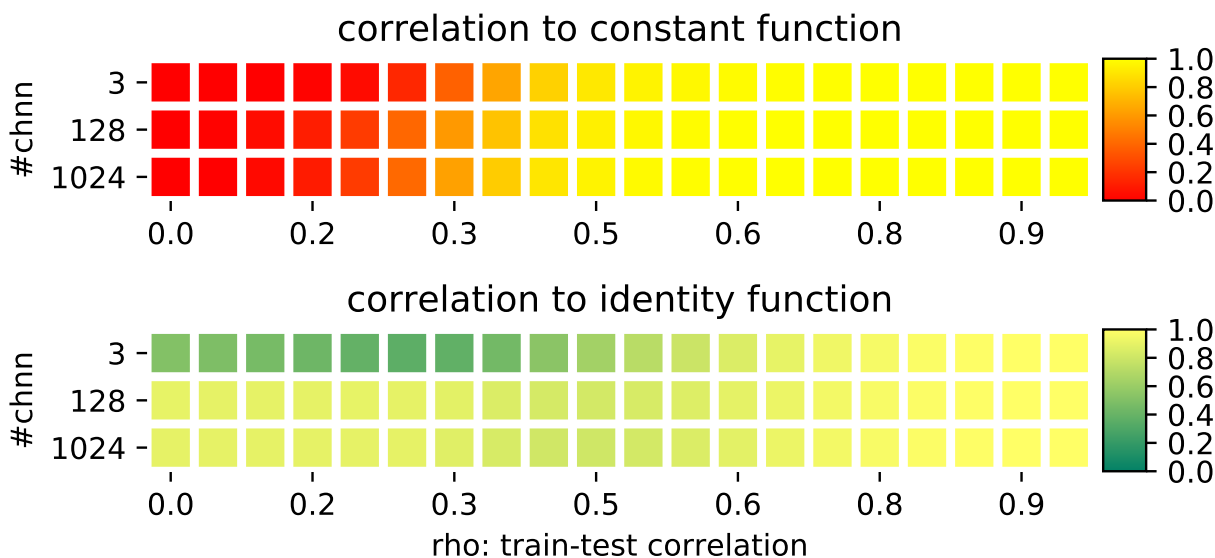 correlation to constant function
#chnn
3
128
1024
0.0 0.2 0.3 0.5 0.6 0.8 0.9
1.0
0.8
0.6
0.4
0.2
0.0
correlation to identity function
#chnn
3
128
1024
0.0 0.2 0.3 0.5 0.6 0.8 0.9
1.0
0.8
0.6
0.4
0.2
0.0
rho: train-test correlation